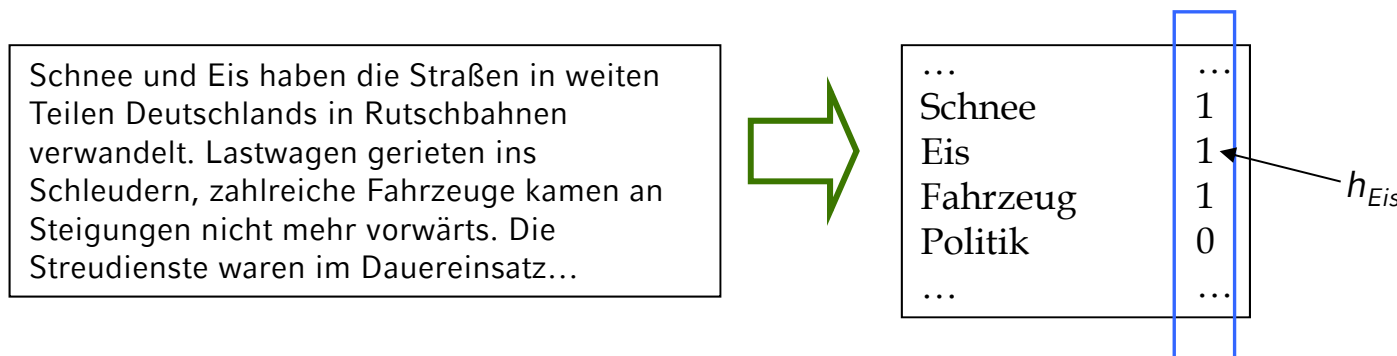 Schnee und Eis haben die Straßen in weiten
Teilen Deutschlands in Rutschbahnen
verwandelt. Lastwagen gerieten ins
Schleudern, zahlreiche Fahrzeuge kamen an
Steigungen nicht mehr vorwärts. Die
Streudienste waren im Dauereinsatz…
… …
Schnee 1
Eis 1
Fahrzeug 1
Politik 0
… …
hEis